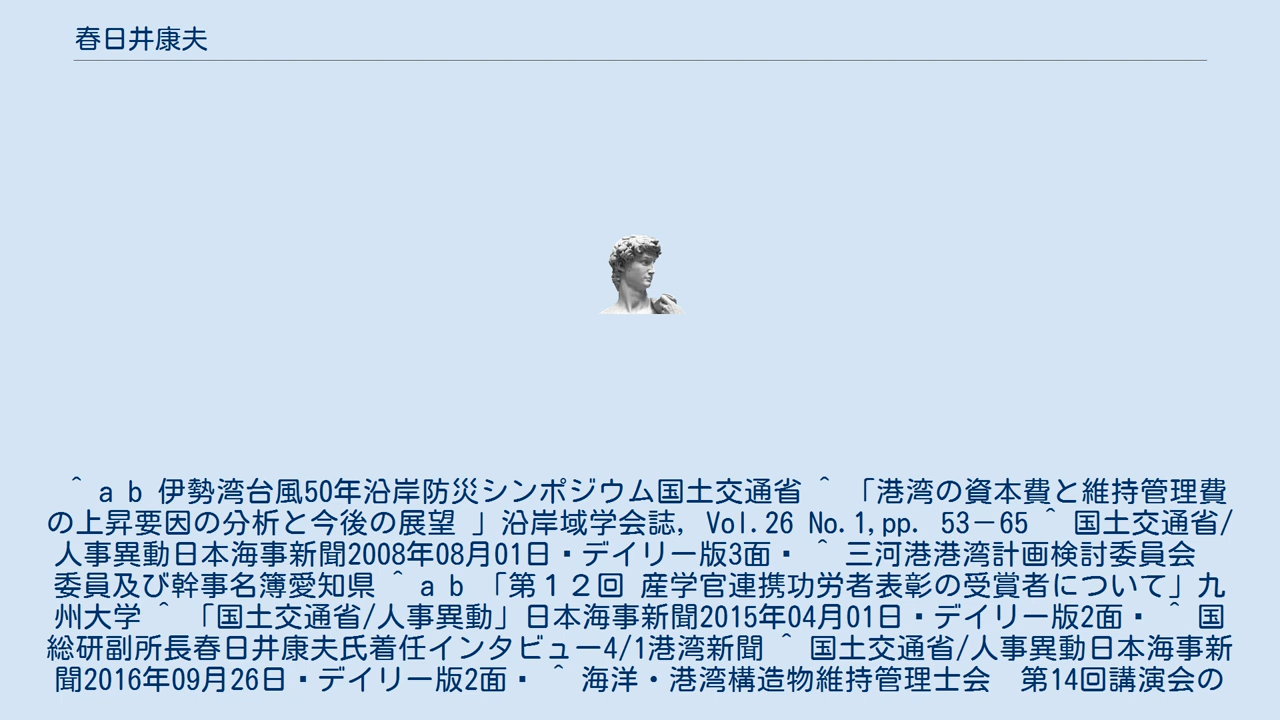 春日井康夫
^ a b 伊勢湾台風50年沿岸防災シンポジウム国土交通省 ^ 「港湾の資本費と維持管理費
の上昇要因の分析と今後の展望 」沿岸域学会誌, Vol.26 No.1,pp. 53－65 ^ 国土交通省/
人事異動日本海事新聞2008年08月01日・デイリー版3面・ ^ 三河港港湾計画検討委員会
委員及び幹事名簿愛知県 ^ a b 「第１２回 産学官連携功労者表彰の受賞者について」九
州大学 ^ 「国土交通省/人事異動」日本海事新聞2015年04月01日・デイリー版2面・ ^ 国
総研副所長春日井康夫氏着任インタビュー4/1港湾新聞 ^ 国土交通省/人事異動日本海事新
聞2016年09月26日・デイリー版2面・ ^ 海洋・港湾構造物維持管理士会　第14回講演会の